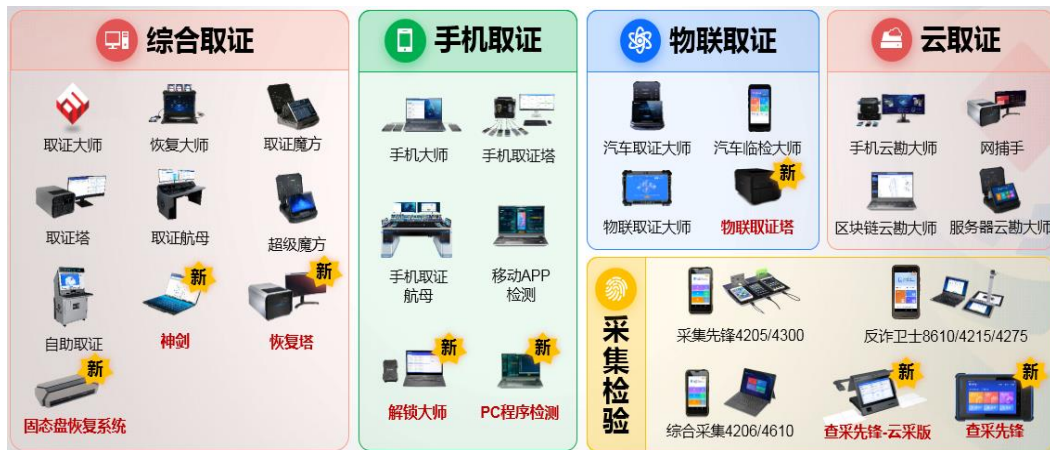 综合取证
取证大师
恢复大师
取证魔方
取证塔
取证航母
超级魔方
自助取证
新
神剑
新
恢复塔
新
固态盘恢复系统
手机取证
手机大师
手机取证塔
手机取证
航母
移动APP
检测
新
解锁大师
新
PC程序检测
物联取证
汽车取证大师
汽车临检大师
物联取证大师
新
物联取证塔
云取证
手机云勘大师
网捕手
区块链云勘大师
服务器云勘大师
采集检验
采集先锋4205/4300
反诈卫士8610/4215/4275
综合采集4206/4610
新
查采先锋-云采版
新
查采先锋